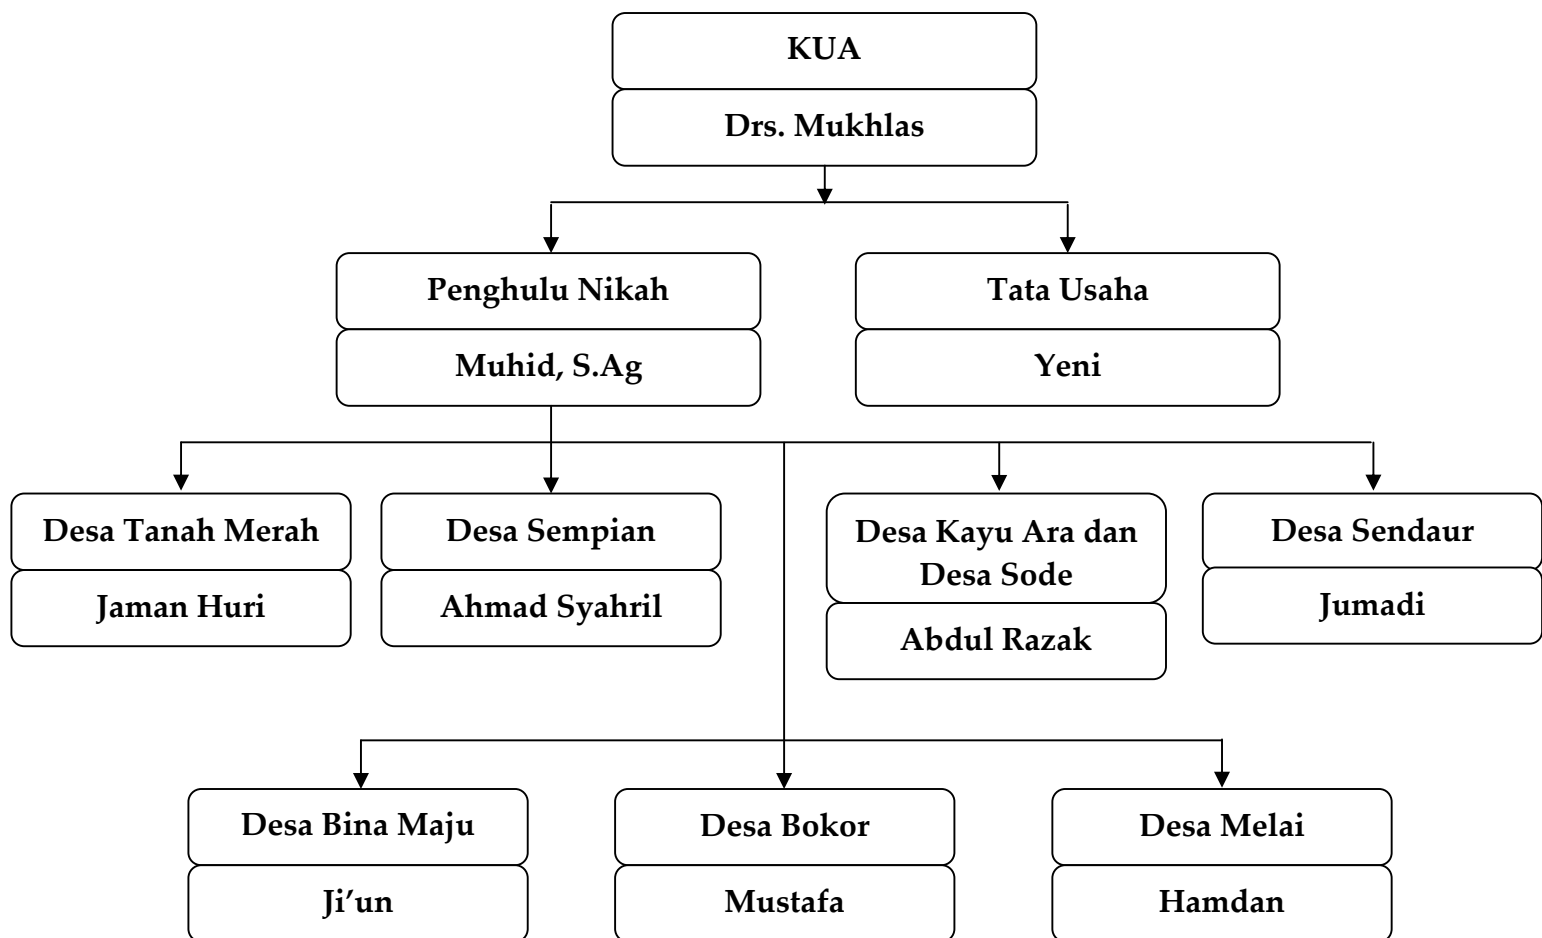 KUA
Drs. Mukhlas
Penghulu Nikah
Muhid, S.Ag
Tata Usaha
Yeni
Desa Tanah Merah
Jaman Huri
Desa Sempian
Ahmad Syahril
Desa Kayu Ara dan
Desa Sode
Abdul Razak
Desa Sendaur
Jumadi
Desa Bina Maju
Ji’un
Desa Bokor
Mustafa
Desa Melai
Hamdan